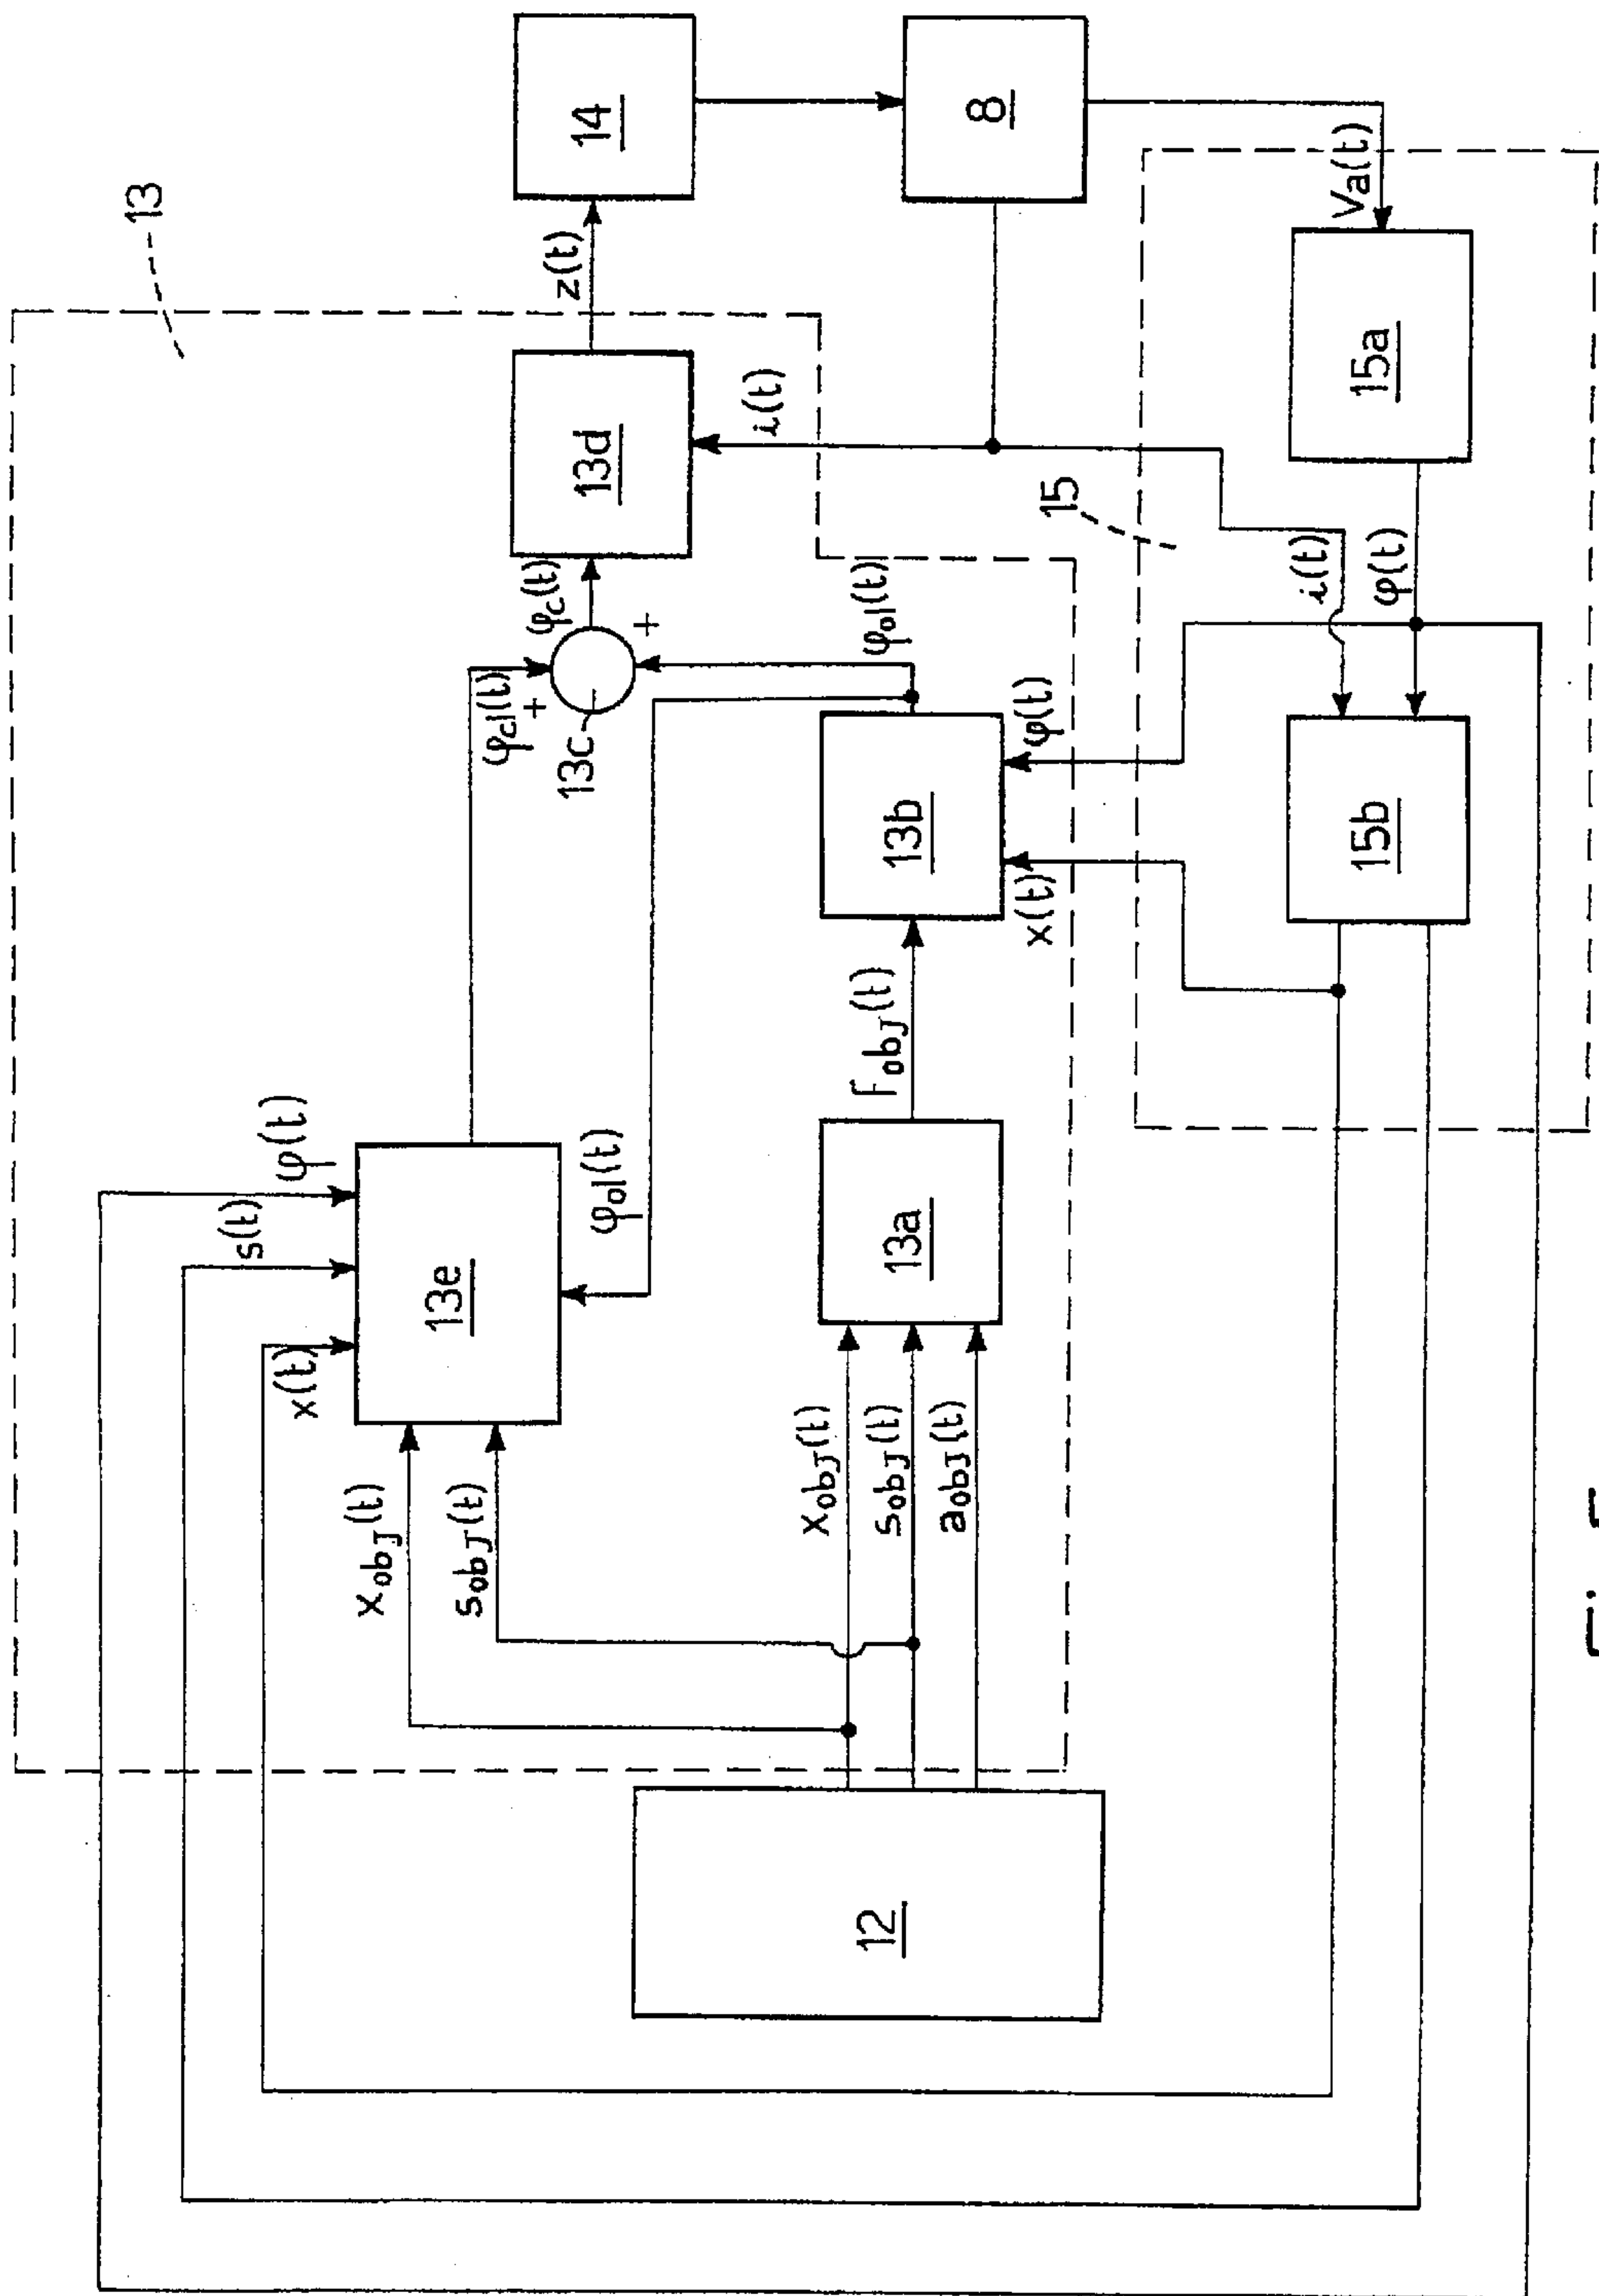 13
φ(t)
s(t)
x(t)
13e
xobJ(t)
sobJ(t)
φol(t)
φcl(t)
+
13c
+
φc(t)
13d
z(t)
14
i(t)
8
12
xobJ(t)
sobJ(t)
aobJ(t)
13a
fobJ(t)
13b
φol(t)
x(t)
φ(t)
15
i(t)
φ(t)
Va(t)
15a
15b